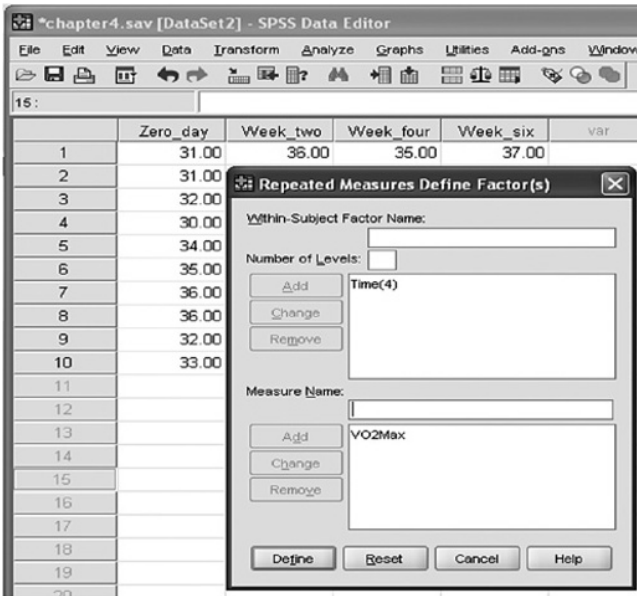 *chapter4.sav [DataSet2] - SPSS Data Editor
File Edit View Data Transform Analyze Graphs Utilities Add-ons Window
15 :
Zero_day Week_two Week_four Week_six var
1 31.00 36.00 35.00 37.00
2 31.00
3 32.00
4 30.00
5 34.00
6 35.00
7 36.00
8 36.00
9 32.00
10 33.00
11
12
13
14
15
16
17
18
19
20
Repeated Measures Define Factor(s)
Within-Subject Factor Name:
Number of Levels:
Add
Change
Remove
Time(4)
Measure Name:
Add
Change
Remove
VO2Max
Define Reset Cancel Help